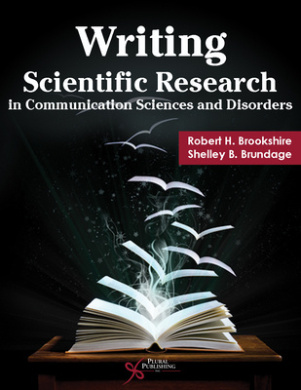 Writing
Scientific Research
in Communication Sciences and Disorders
Robert H. Brookshire
Shelley B. Brundage
PLURAL
PUBLISHING